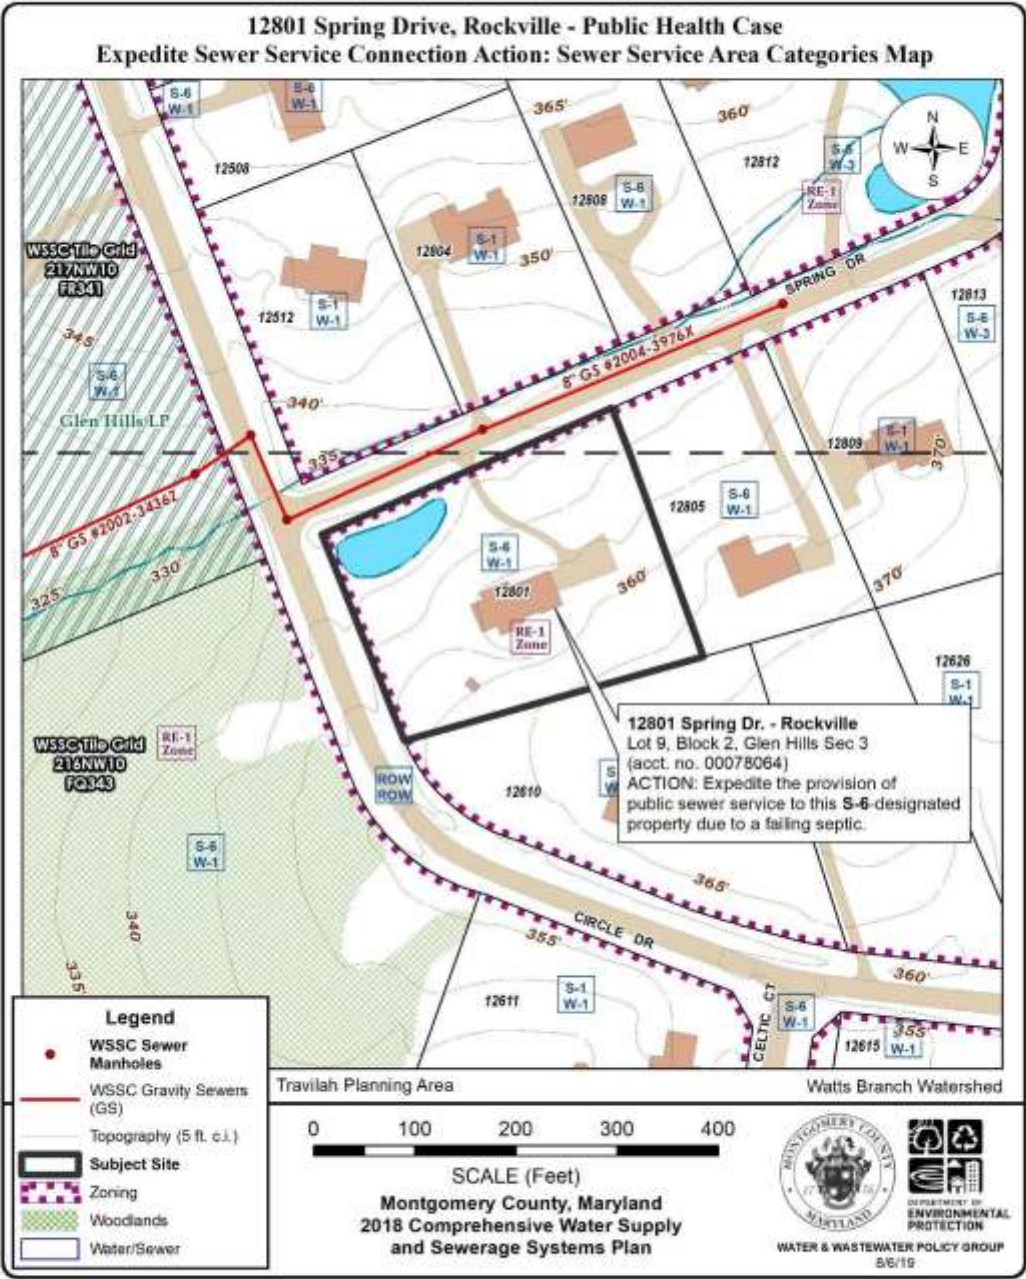 12801 Spring Drive, Rockville - Public Health Case
Expedite Sewer Service Connection Action: Sewer Service Area Categories Map
S-6
W-1
S-6
W-1
365'
360'
N
W E
S
12508
12812
S-6
W-3
RE-1
Zone
12808
S-6
W-1
12804
S-1
W-1
350'
WSSC Tile Grid
217NW10
FR341
SPRING DR
12813
S-6
W-3
12512
S-1
W-1
345'
8" GS #2004-3976X
S-6
W-1
340'
Glen Hills LP
335'
12809
S-1
W-1
370'
8" GS #2002-3436Z
12805
S-6
W-1
S-6
W-1
330'
325'
12801
360'
370'
RE-1
Zone
12626
S-1
W-1
12801 Spring Dr. - Rockville
Lot 9, Block 2, Glen Hills Sec 3
(acct. no. 00078064)
ACTION: Expedite the provision of
public sewer service to this S-6-designated
property due to a failing septic.
RE-1
Zone
WSSC Tile Grid
216NW10
FQ343
ROW
ROW
12610
S-6
W-1
365'
340'
CIRCLE DR
355'
335'
360'
12611
S-1
W-1
CELTIC CT
S-6
W-1
355'
12615
W-1
Legend
WSSC Sewer
Manholes
WSSC Gravity Sewers
(GS)
Topography (5 ft. c.i.)
Subject Site
Zoning
Woodlands
Water/Sewer
Travilah Planning Area
Watts Branch Watershed
0 100 200 300 400
SCALE (Feet)
Montgomery County, Maryland
2018 Comprehensive Water Supply
and Sewerage Systems Plan
MONTGOMERY COUNTY
17 76
MARYLAND
DEPARTMENT OF
ENVIRONMENTAL
PROTECTION
WATER & WASTEWATER POLICY GROUP
8/6/19